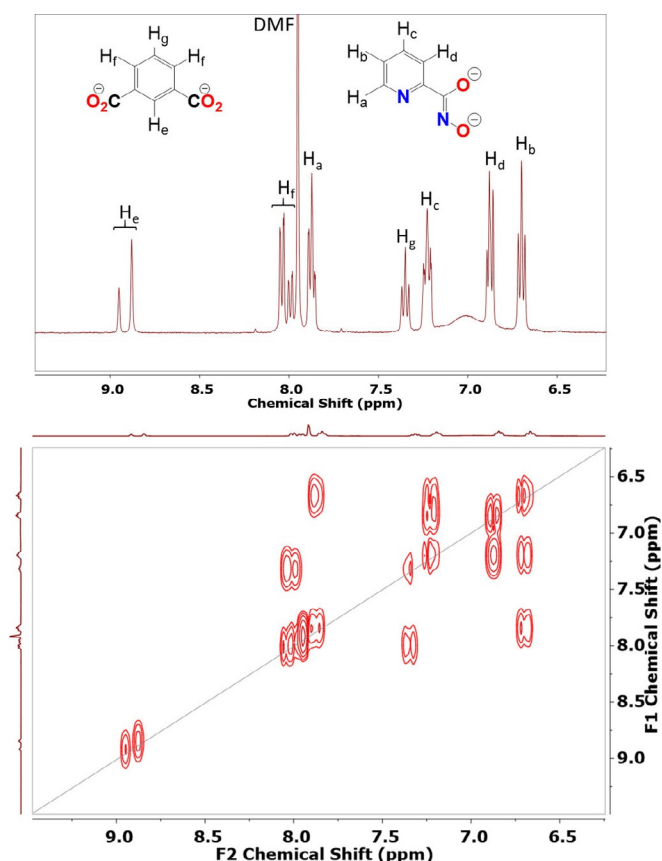 DMF
Hg
Hf Hf
⊖ ⊖
CO2 CO2
He
Hc
Hb Hd
Ha N O⊖
N O⊖
He Hf Ha Hg Hc Hd Hb
9.0 8.5 8.0 7.5 7.0 6.5
Chemical Shift (ppm)
6.5
7.0
7.5
8.0
8.5
9.0
F1 Chemical Shift (ppm)
9.0 8.5 8.0 7.5 7.0 6.5
F2 Chemical Shift (ppm)